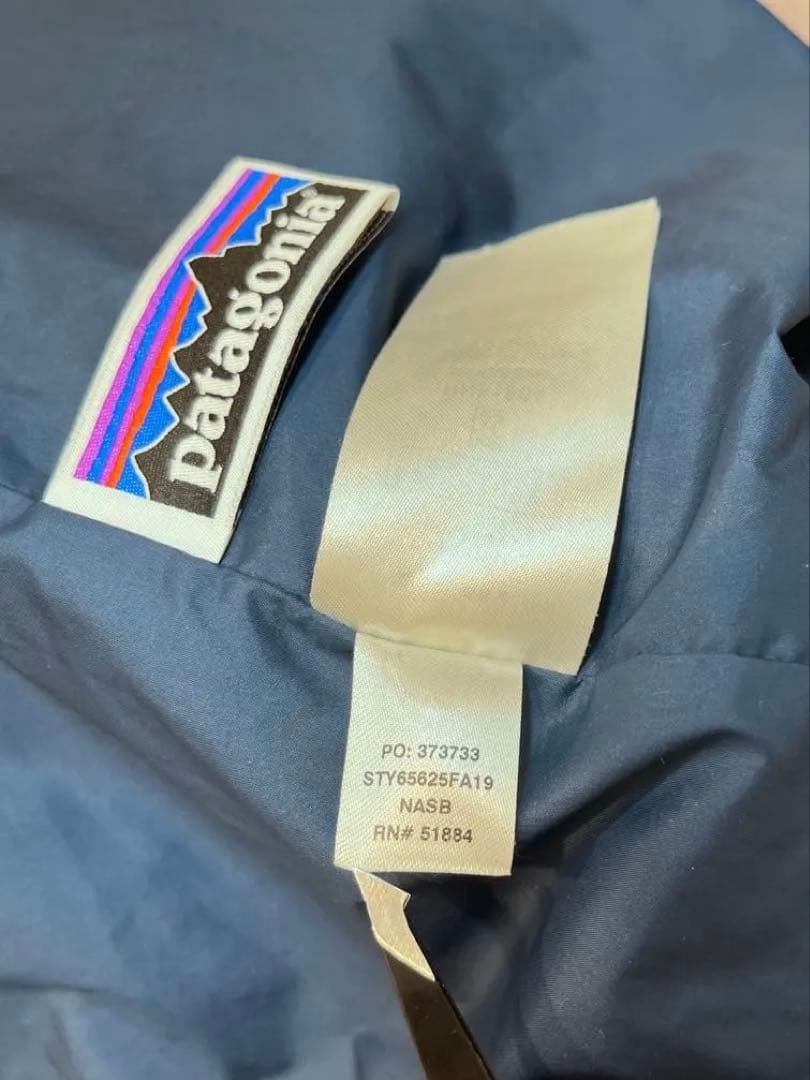 patagonia®
PO: 373733
STY65625FA19
NASB
RN# 51884